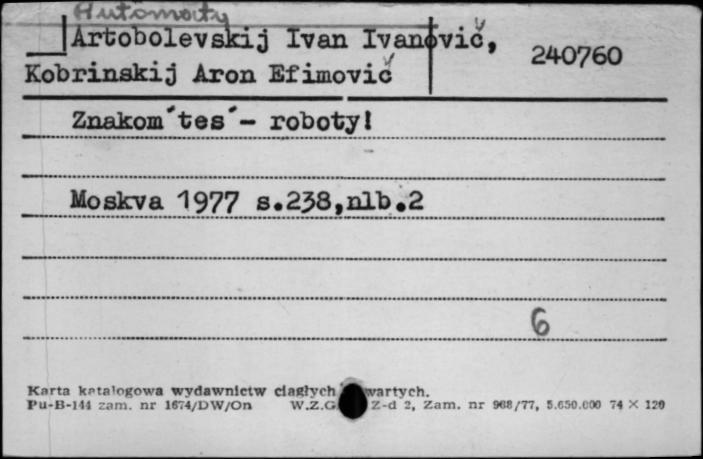 Automaty
Artobolevskij Ivan Ivanovič,
240760
Kobrinskij Aron Efimovič
Znakom´tes´- roboty!
Moskva 1977 s.238,nlb.2
6
Karta katalogowa wydawnictw ciągłych wartych.
Pu-B-144 zam. nr 1674/DW/On W.Z.G Z-d 2, Zam. nr 968/77, 5.650.000 74 × 120